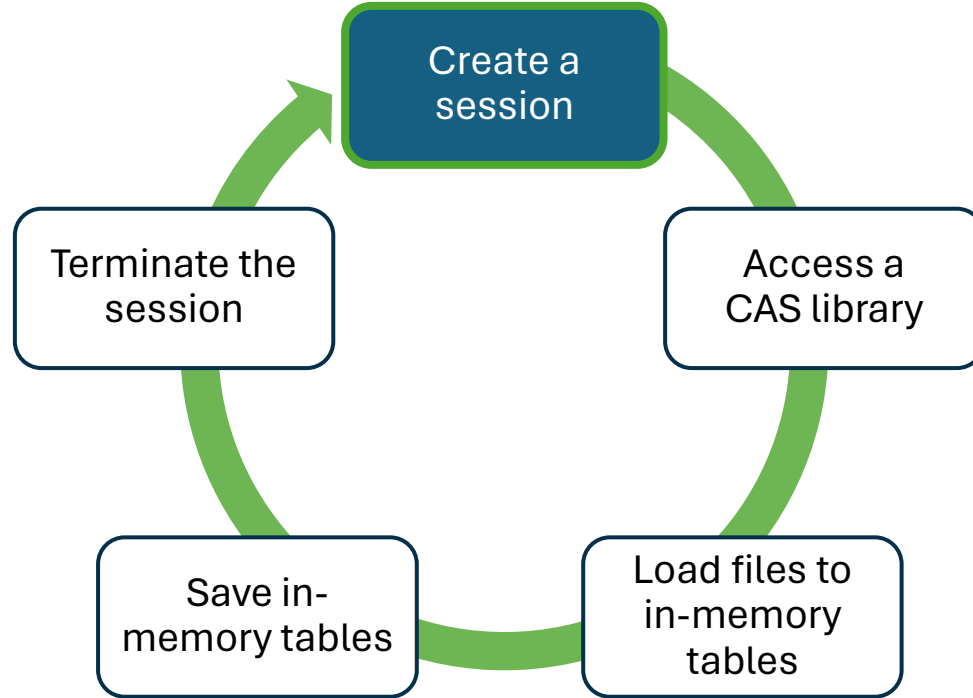 Create a
session
Access a
CAS library
Load files to
in-memory
tables
Save in-
memory tables
Terminate the
session